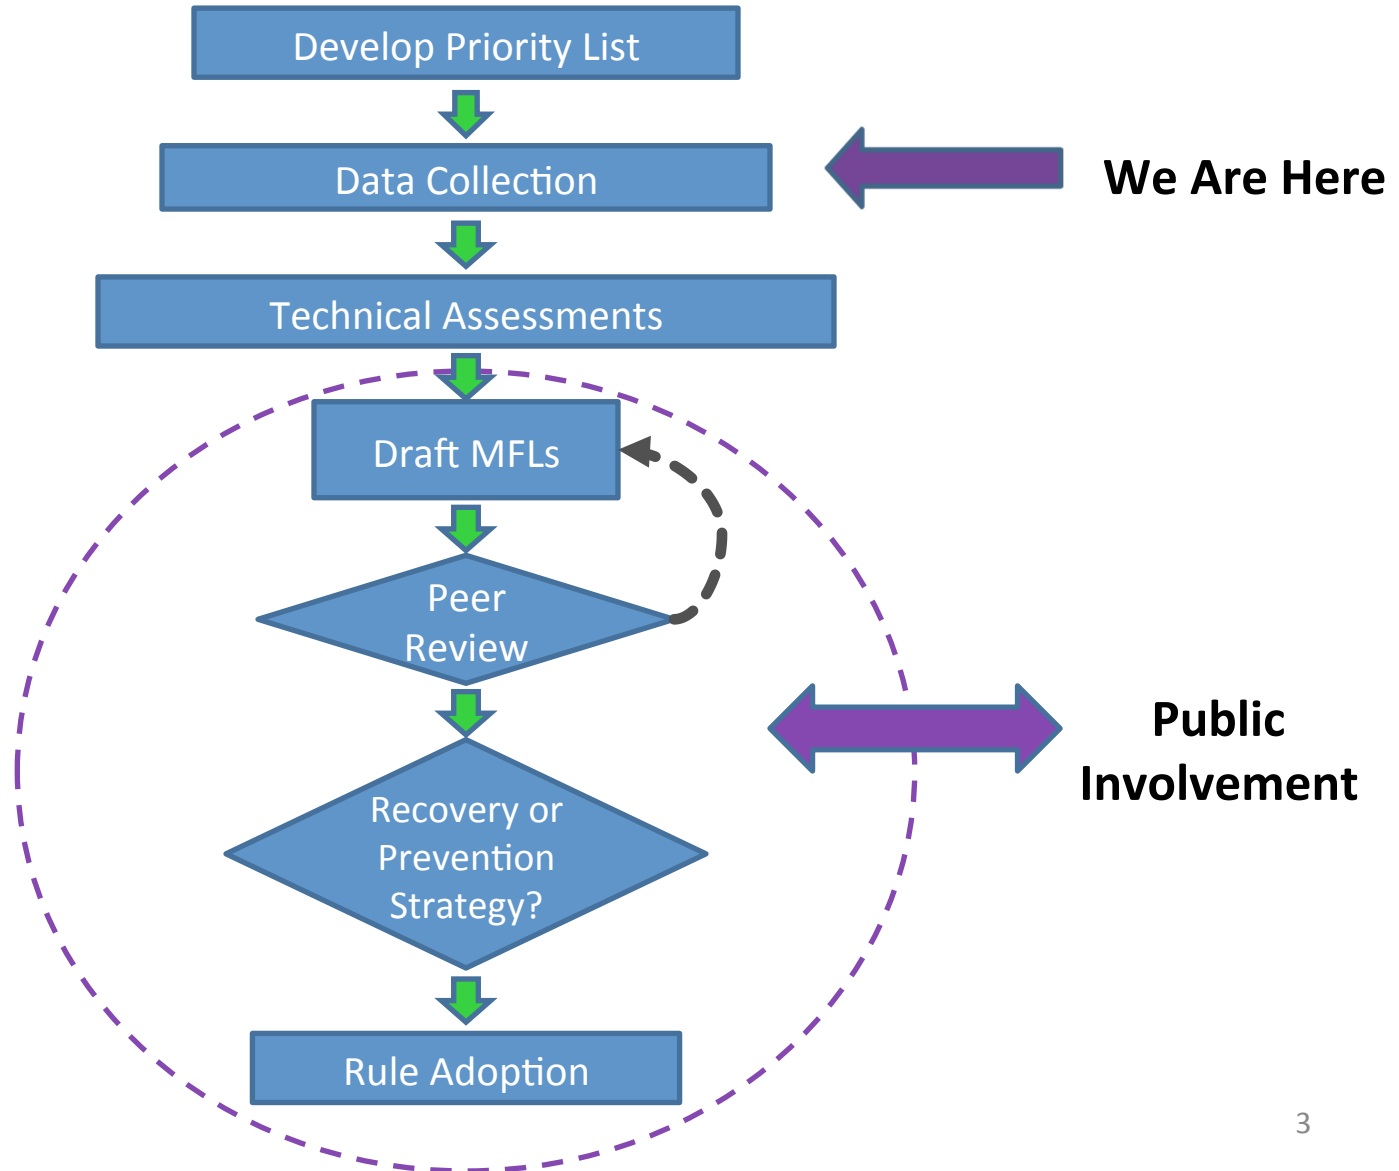 Develop Priority List
Data Collection
We Are Here
Technical Assessments
Draft MFLs
Peer
Review
Public
Involvement
Recovery or
Prevention
Strategy?
Rule Adoption
3